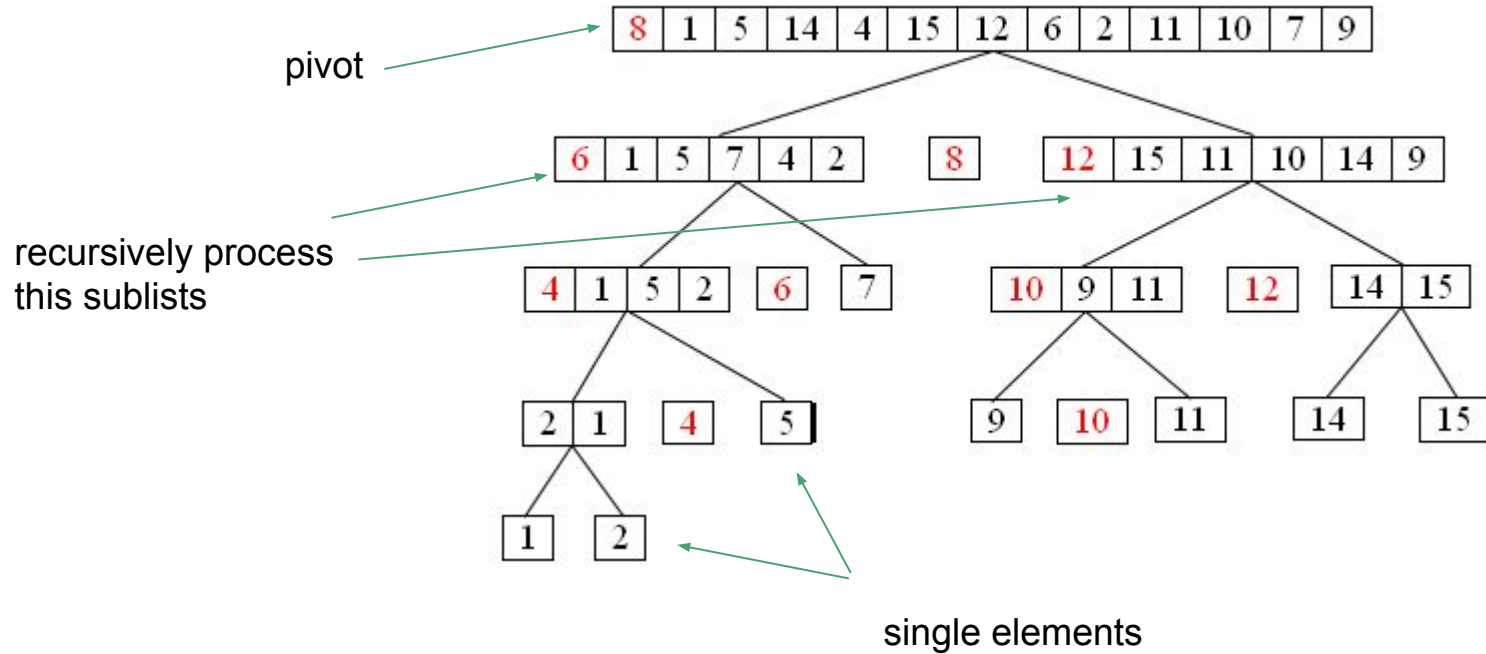 8 1 5 14 4 15 12 6 2 11 10 7 9
pivot
6 1 5 7 4 2 8 12 15 11 10 14 9
recursively process
this sublists
4 1 5 2 6 7 10 9 11 12 14 15
2 1 4 5 9 10 11 14 15
1 2
single elements